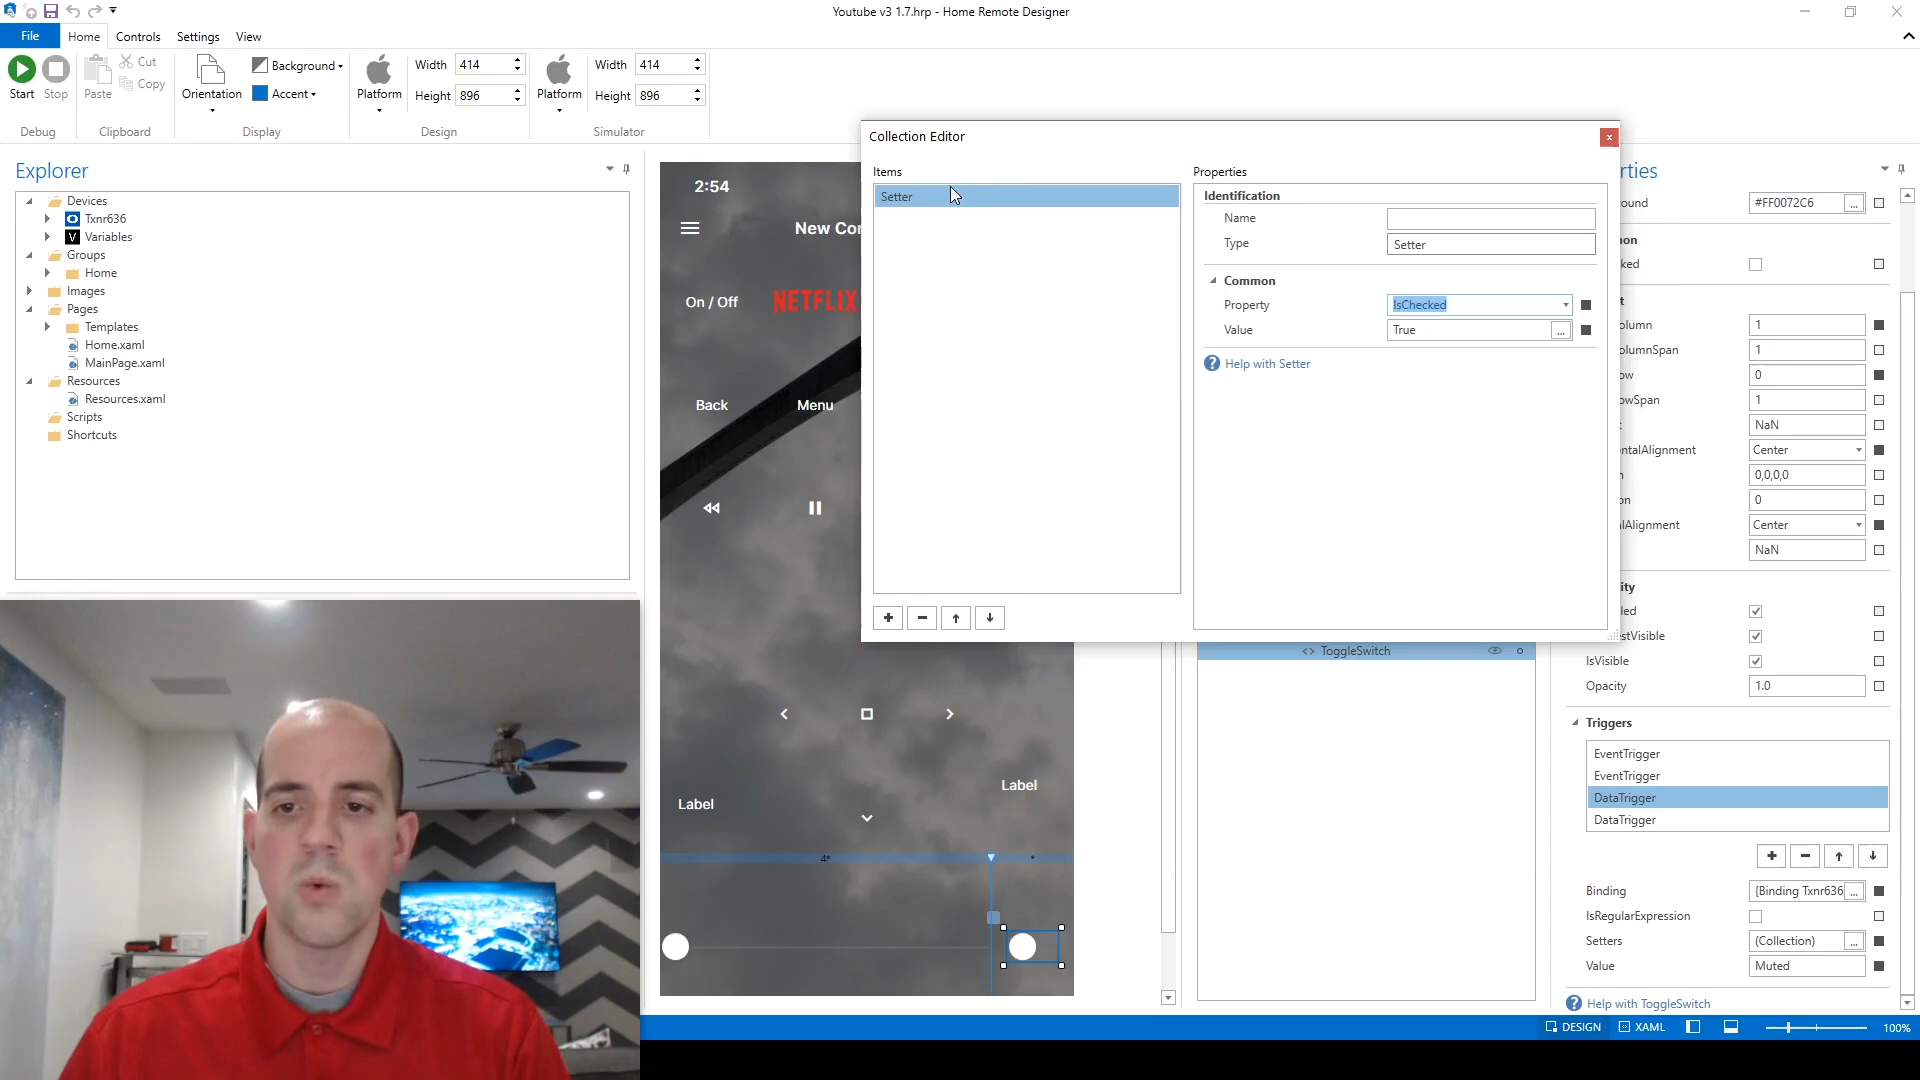 Youtube v3 1.7.hrp - Home Remote Designer
File Home Controls Settings View
Start Stop
Debug
Paste Cut Copy
Clipboard
Orientation Background Accent
Display
Platform Width 414 Height 896
Design
Platform Width 414 Height 896
Simulator
Explorer
Devices
Txnr636
V Variables
Groups
Home
Images
Pages
Templates
Home.xaml
MainPage.xaml
Resources
Resources.xaml
Scripts
Shortcuts
2:54
New Cor
On / Off NETFLIX
Back Menu
Label
Label
4* *
Collection Editor x
Items
Setter
Properties
Identification
Name
Type Setter
Common
Property IsChecked
Value True ...
? Help with Setter
<> ToggleSwitch
rties
ound #FF0072C6 ...
on
ked
t
olumn 1
olumnSpan 1
ow 0
owSpan 1
NaN
ntalAlignment Center
n 0,0,0,0
on 0
lAlignment Center
NaN
ity
led
stVisible
IsVisible
Opacity 1.0
Triggers
EventTrigger
EventTrigger
DataTrigger
DataTrigger
Binding {Binding Txnr636 ...
IsRegularExpression
Setters (Collection) ...
Value Muted
? Help with ToggleSwitch
DESIGN XAML 100%